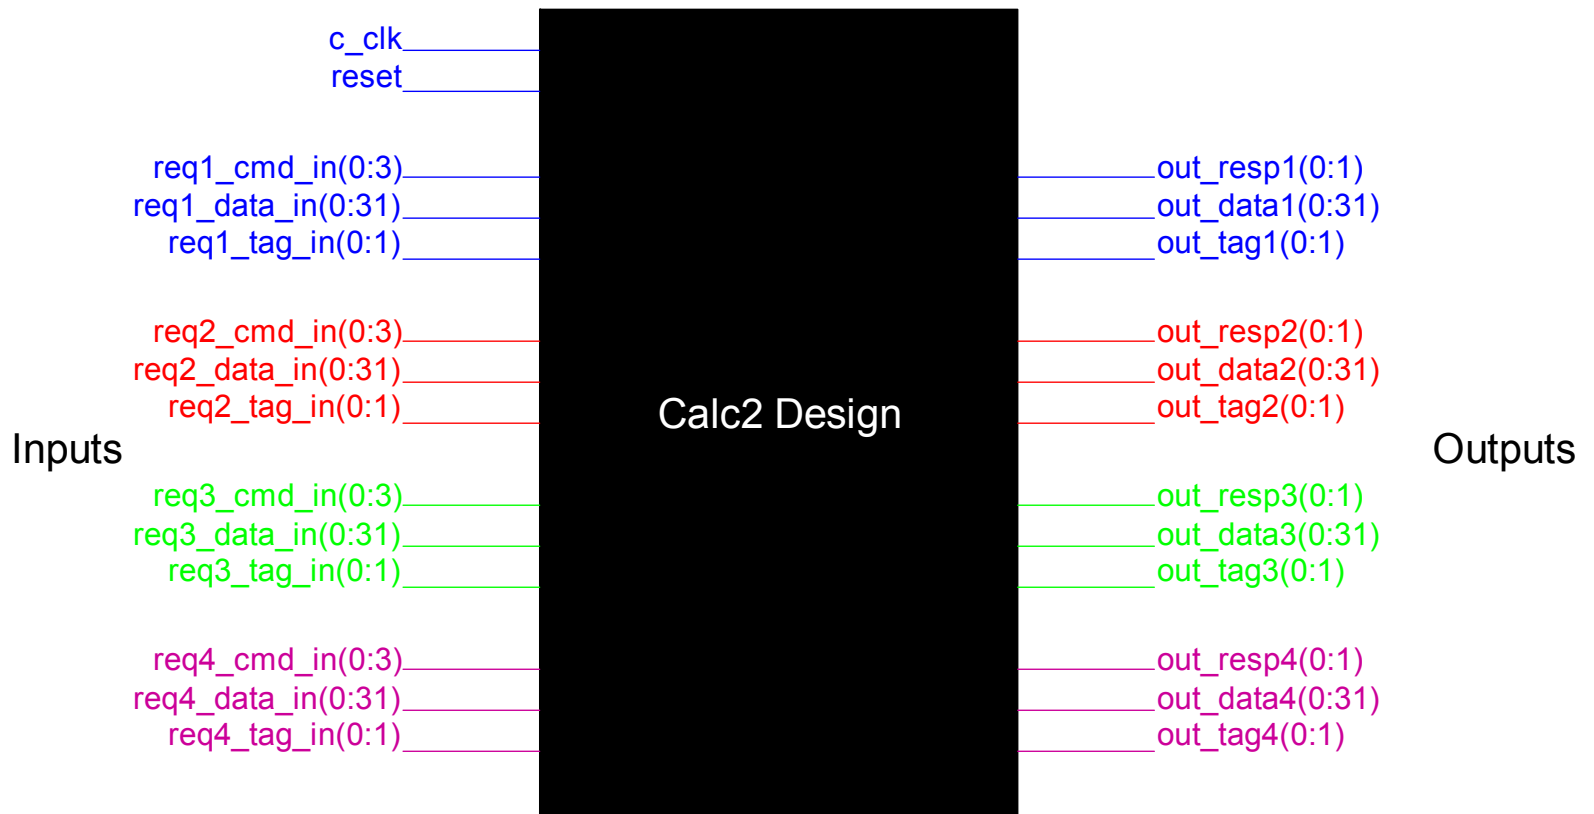 c_clk
reset
req1_cmd_in(0:3)
req1_data_in(0:31)
req1_tag_in(0:1)
req2_cmd_in(0:3)
req2_data_in(0:31)
req2_tag_in(0:1)
Inputs
req3_cmd_in(0:3)
req3_data_in(0:31)
req3_tag_in(0:1)
req4_cmd_in(0:3)
req4_data_in(0:31)
req4_tag_in(0:1)
Calc2 Design
out_resp1(0:1)
out_data1(0:31)
out_tag1(0:1)
out_resp2(0:1)
out_data2(0:31)
out_tag2(0:1)
Outputs
out_resp3(0:1)
out_data3(0:31)
out_tag3(0:1)
out_resp4(0:1)
out_data4(0:31)
out_tag4(0:1)